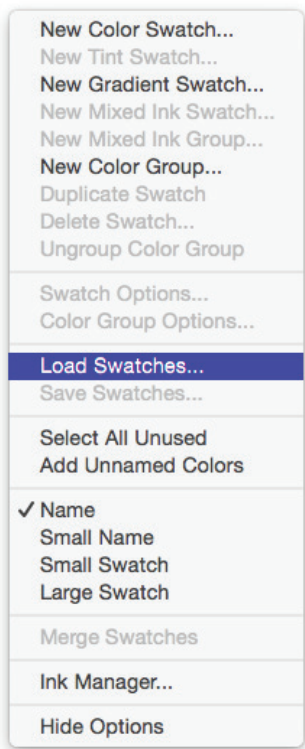 New Color Swatch...
New Tint Swatch...
New Gradient Swatch...
New Mixed Ink Swatch...
New Mixed Ink Group...
New Color Group...
Duplicate Swatch
Delete Swatch...
Ungroup Color Group
Swatch Options...
Color Group Options...
Load Swatches...
Save Swatches...
Select All Unused
Add Unnamed Colors
✓ Name
Small Name
Small Swatch
Large Swatch
Merge Swatches
Ink Manager...
Hide Options